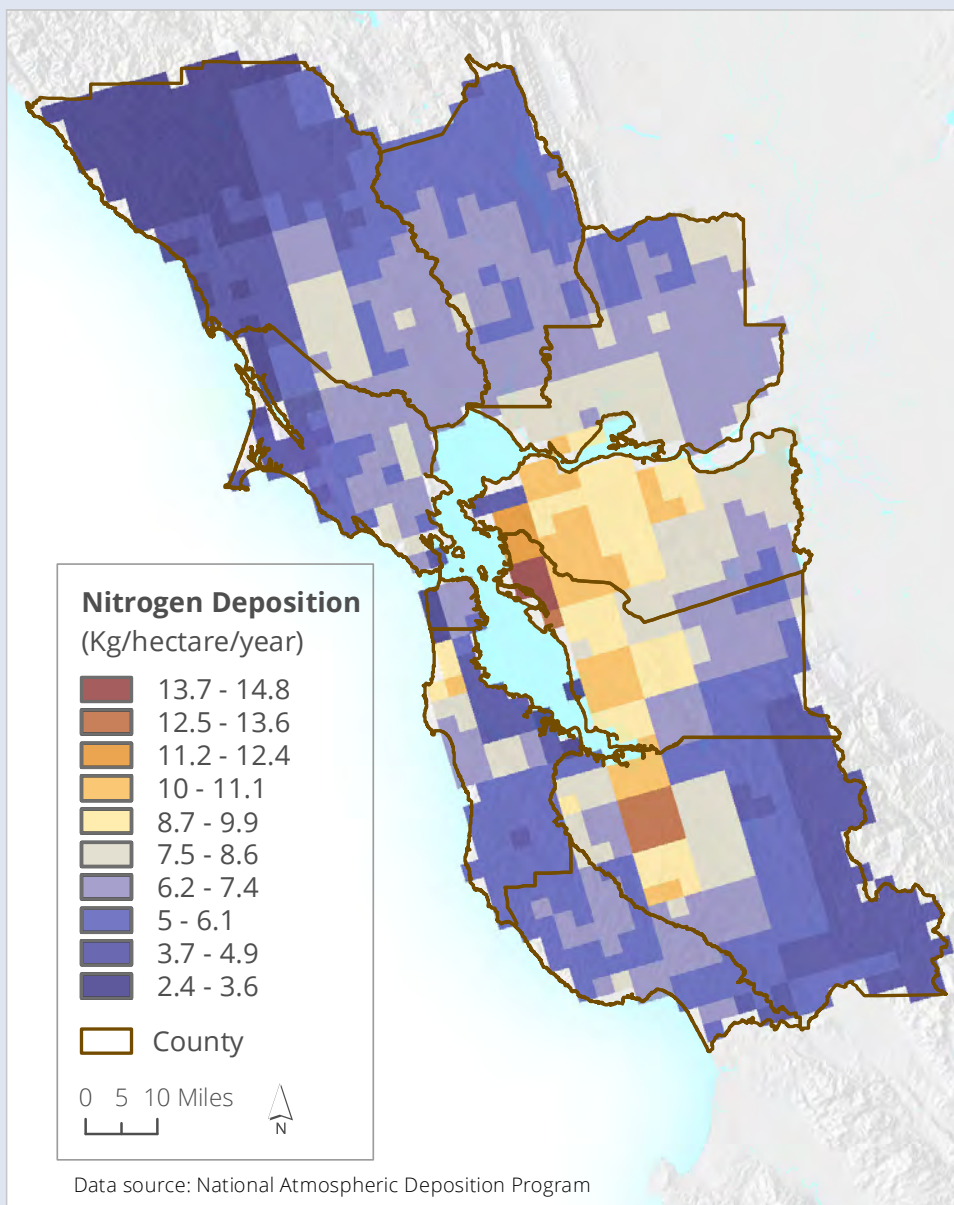 Nitrogen Deposition
(Kg/hectare/year)
13.7 - 14.8
12.5 - 13.6
11.2 - 12.4
10 - 11.1
8.7 - 9.9
7.5 - 8.6
6.2 - 7.4
5 - 6.1
3.7 - 4.9
2.4 - 3.6
County
0 5 10 Miles
N
Data source: National Atmospheric Deposition Program